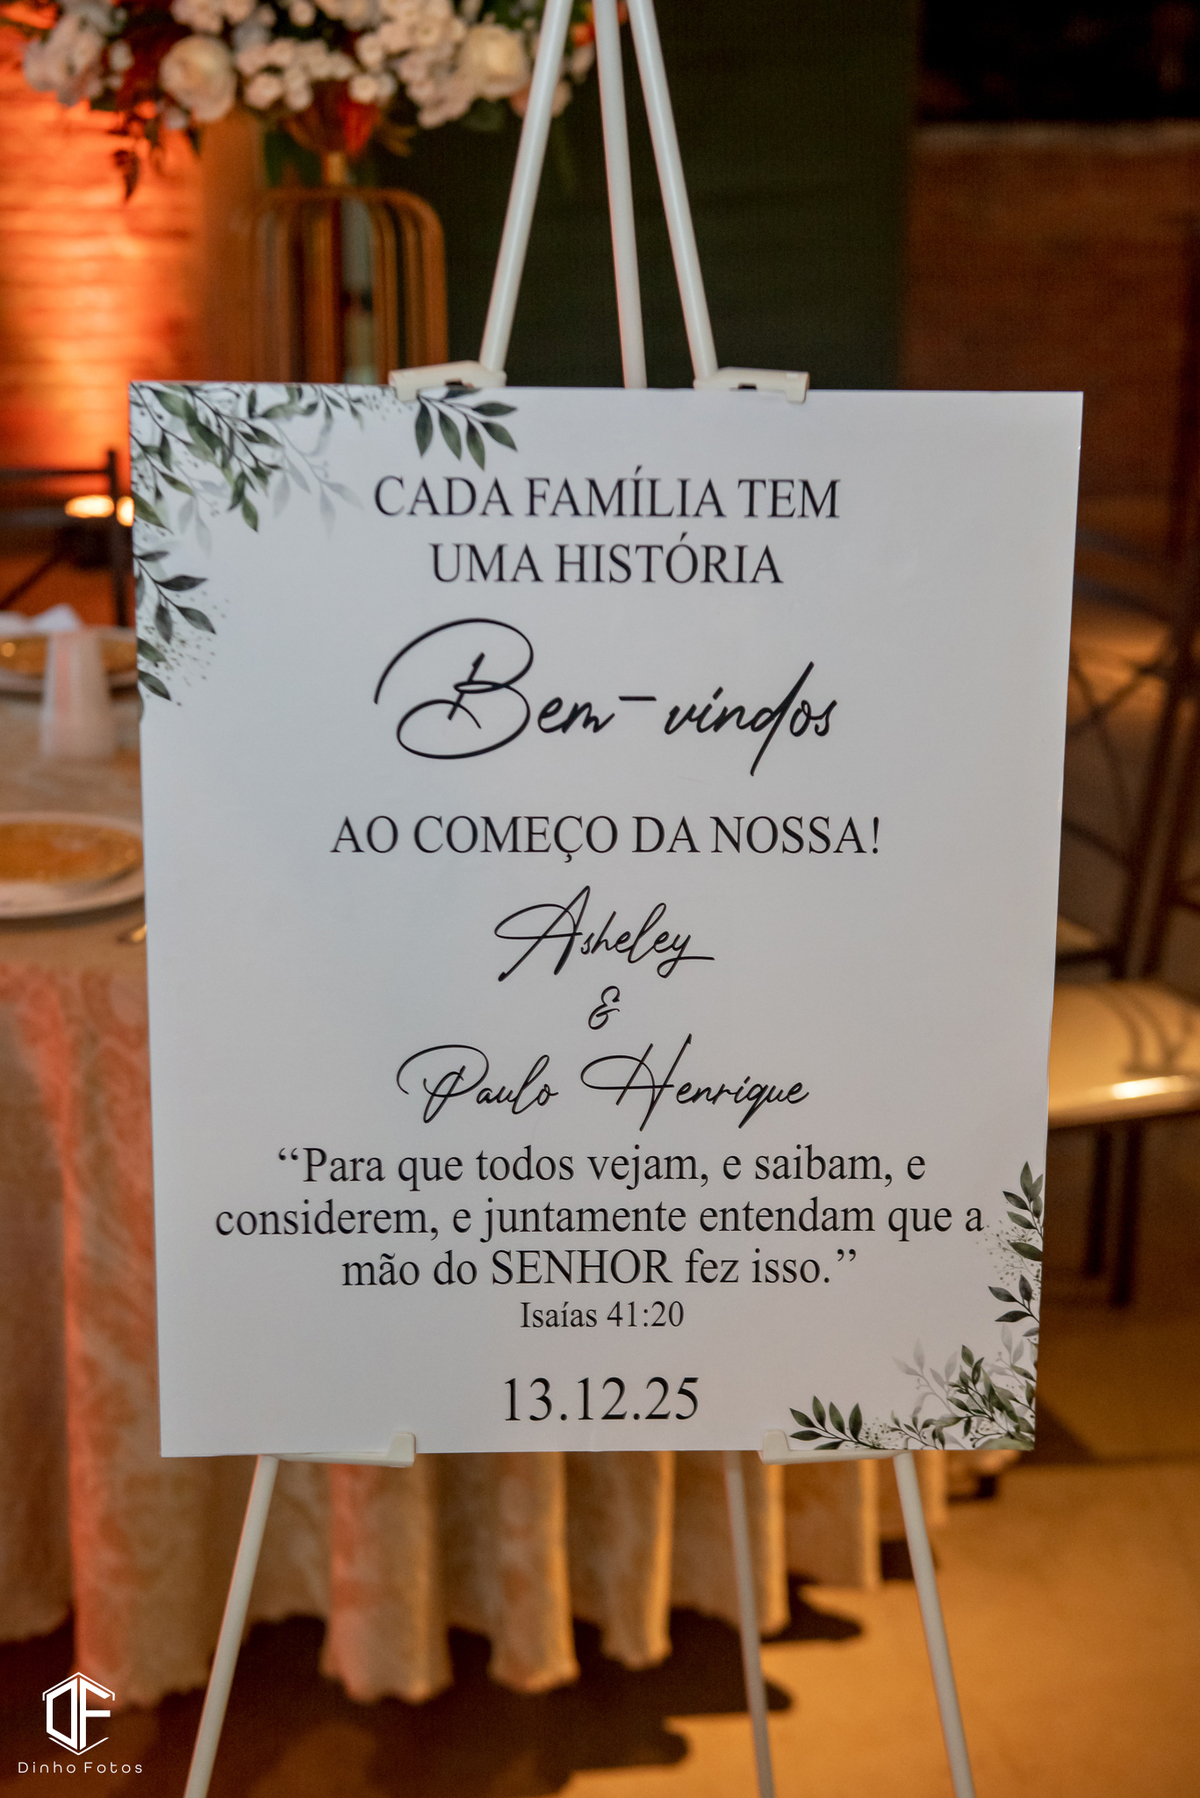 CADA FAMÍLIA TEM
UMA HISTÓRIA
Bem-vindos
AO COMEÇO DA NOSSA!
Asheley
&
Paulo Henrique
“Para que todos vejam, e saibam, e
considerem, e juntamente entendam que a
mão do SENHOR fez isso.”
Isaías 41:20
13.12.25
DF
Dinho Fotos